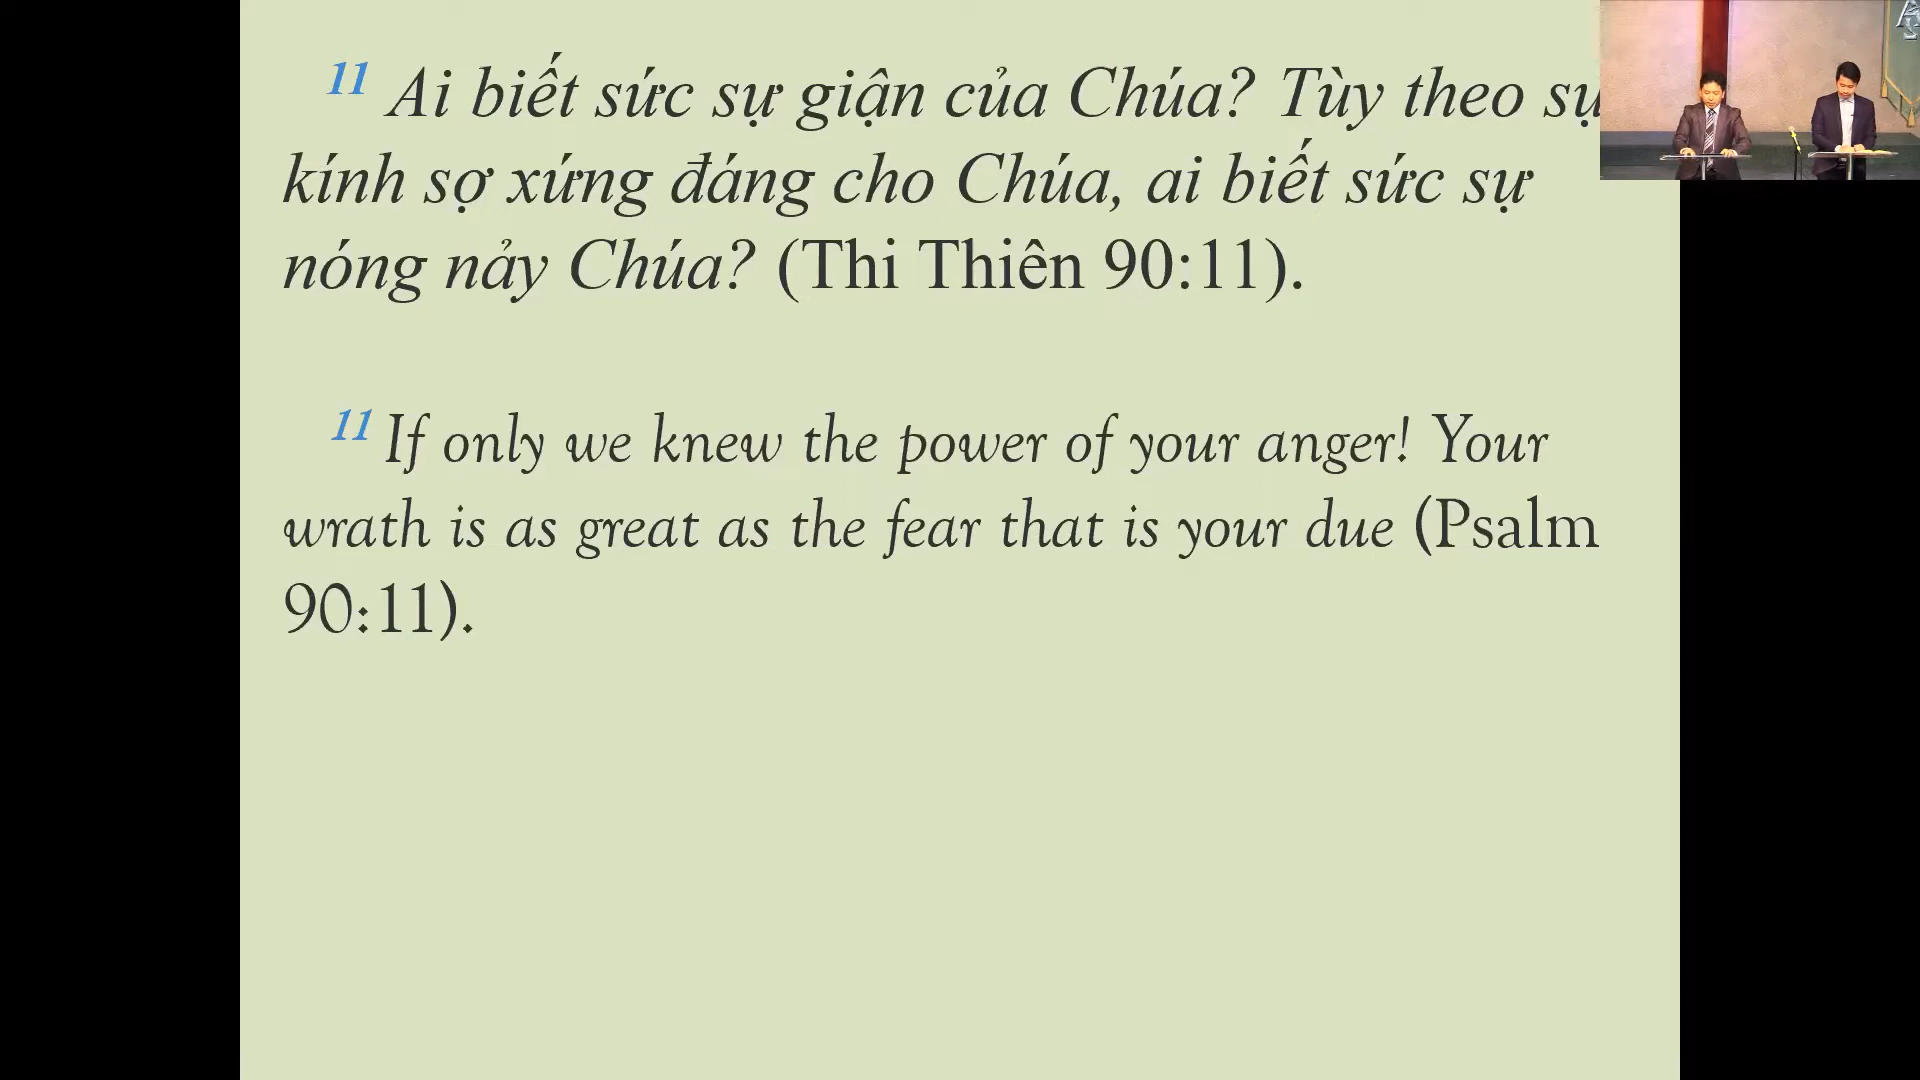 11 Ai biết sức sự giận của Chúa? Tùy theo sự
kính sợ xứng đáng cho Chúa, ai biết sức sự
nóng nảy Chúa? (Thi Thiên 90:11).
11 If only we knew the power of your anger! Your
wrath is as great as the fear that is your due (Psalm
90:11).